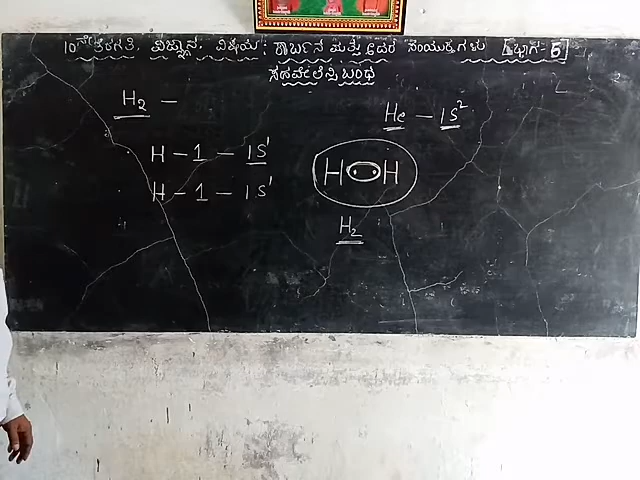 10ನೇ ತರಗತಿ. ವಿಜ್ಞಾನ. ವಿಷಯ: ಕಾರ್ಬನ ಮತ್ತು ಅದರ ಸಂಯುಕ್ತಗಳು [ಭಾಗ-5]
ಸಹವೇಲೆನ್ಸಿ ಬಂಧ
H₂ —
He — 1S²
H — 1 — 1S¹
H — 1 — 1S¹
H H
H₂